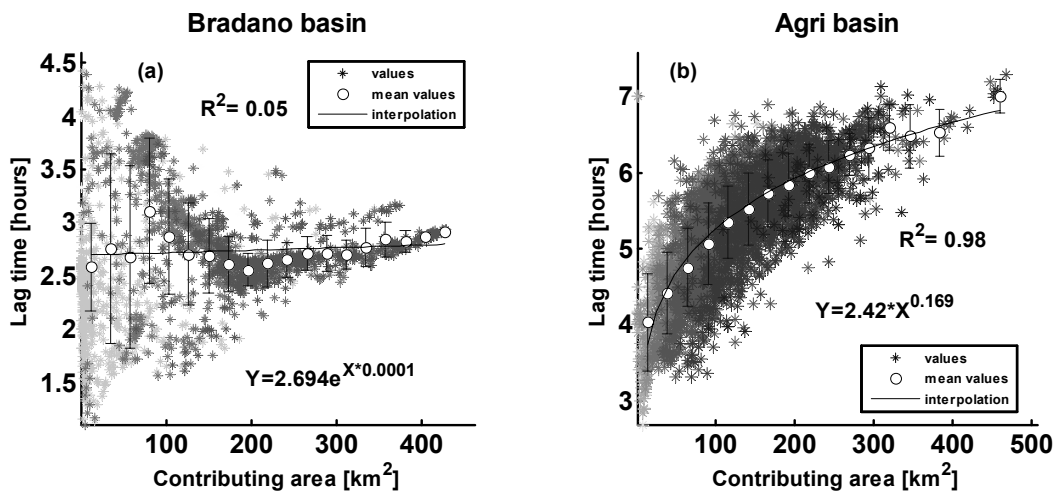 Bradano basin
4.5
4
3.5
3
2.5
2
1.5
Lag time [hours]
(a)
values
mean values
interpolation
R²= 0.05
Y=2.694e^X*0.0001
100 200 300 400
Contributing area [km²]
Agri basin
7
6
5
4
3
Lag time [hours]
(b)
R²= 0.98
Y=2.42*X^0.169
values
mean values
interpolation
100 200 300 400 500
Contributing area [km²]